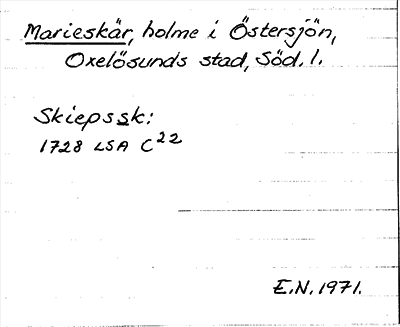 Marieskär, holme i Östersjön,
Oxelösunds stad, Söd. l.
Skiepssk:
1728 LSA C22
E.N. 1971.